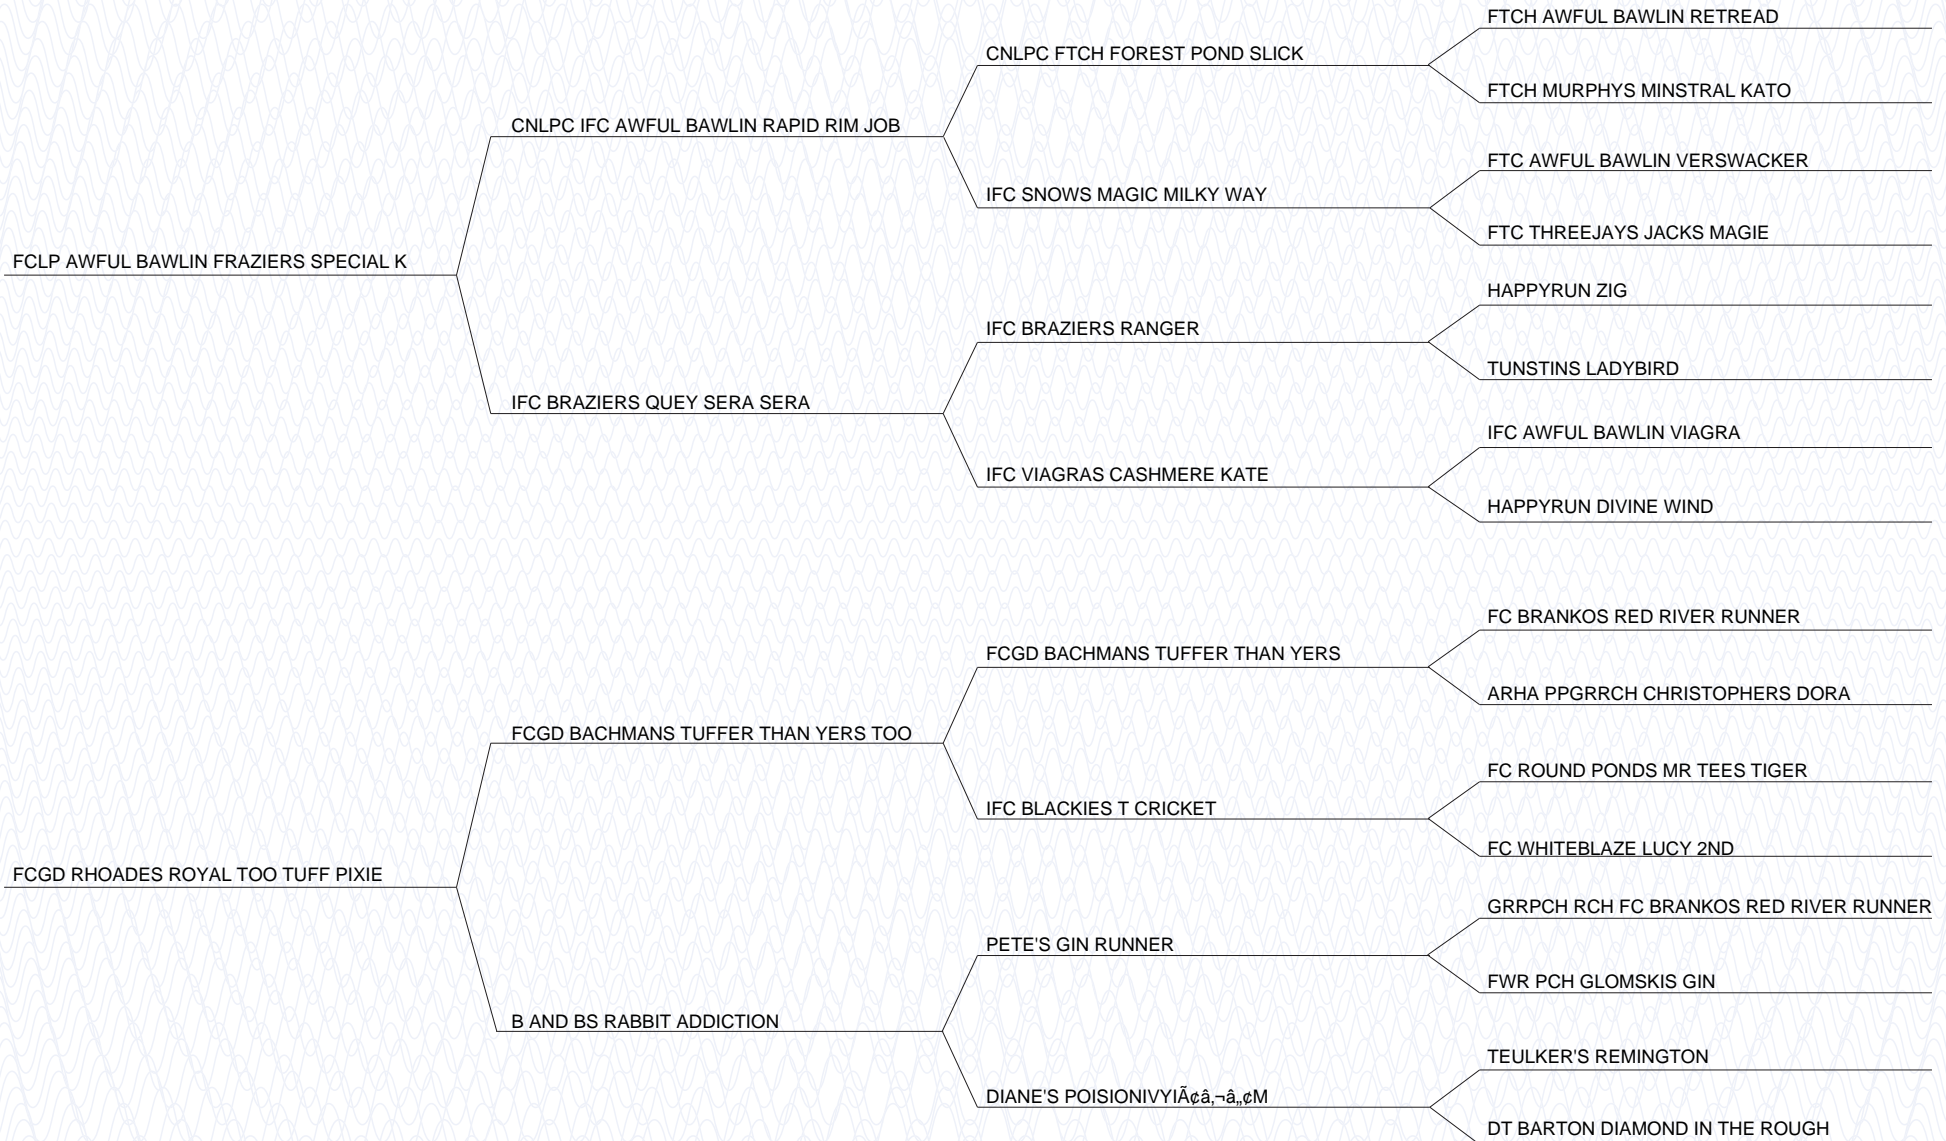 FTCH AWFUL BAWLIN RETREAD
CNLPC FTCH FOREST POND SLICK
FTCH MURPHYS MINSTRAL KATO
CNLPC IFC AWFUL BAWLIN RAPID RIM JOB
FTC AWFUL BAWLIN VERSWACKER
IFC SNOWS MAGIC MILKY WAY
FTC THREEJAYS JACKS MAGIE
FCLP AWFUL BAWLIN FRAZIERS SPECIAL K
HAPPYRUN ZIG
IFC BRAZIERS RANGER
TUNSTINS LADYBIRD
IFC BRAZIERS QUEY SERA SERA
IFC AWFUL BAWLIN VIAGRA
IFC VIAGRAS CASHMERE KATE
HAPPYRUN DIVINE WIND
FC BRANKOS RED RIVER RUNNER
FCGD BACHMANS TUFFER THAN YERS
ARHA PPGRRCH CHRISTOPHERS DORA
FCGD BACHMANS TUFFER THAN YERS TOO
FC ROUND PONDS MR TEES TIGER
IFC BLACKIES T CRICKET
FC WHITEBLAZE LUCY 2ND
FCGD RHOADES ROYAL TOO TUFF PIXIE
GRRPCH RCH FC BRANKOS RED RIVER RUNNER
PETE'S GIN RUNNER
FWR PCH GLOMSKIS GIN
B AND BS RABBIT ADDICTION
TEULKER'S REMINGTON
DIANE'S POISIONIVYIÃ¢â‚¬â„¢M
DT BARTON DIAMOND IN THE ROUGH